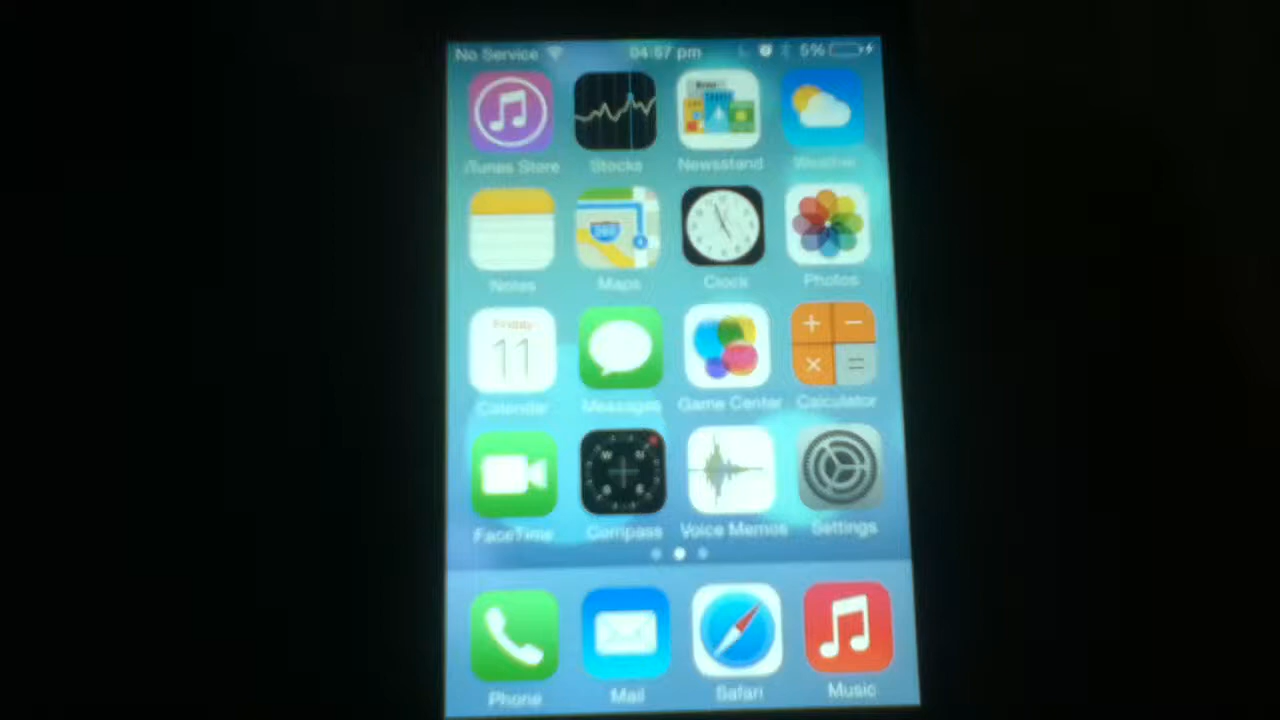 No Service 04:57 pm 5%
iTunes Store Stocks Newsstand Weather
280
Notes Maps Clock Photos
Friday
11
Calendar Messages Game Center Calculator
W N
FaceTime Compass Voice Memos Settings
Phone Mail Safari Music